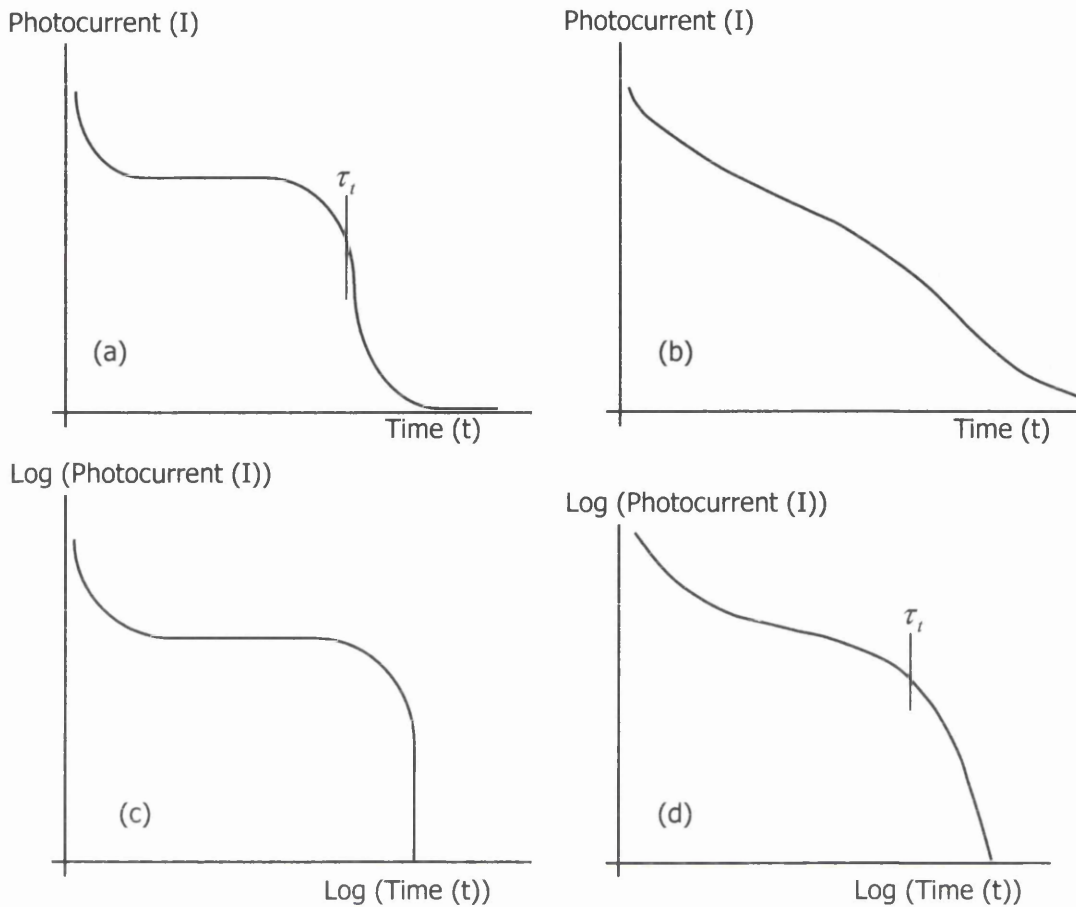 Photocurrent (I)
Photocurrent (I)
τt
(a)
(b)
Time (t)
Time (t)
Log (Photocurrent (I))
Log (Photocurrent (I))
τt
(c)
(d)
Log (Time (t))
Log (Time (t))